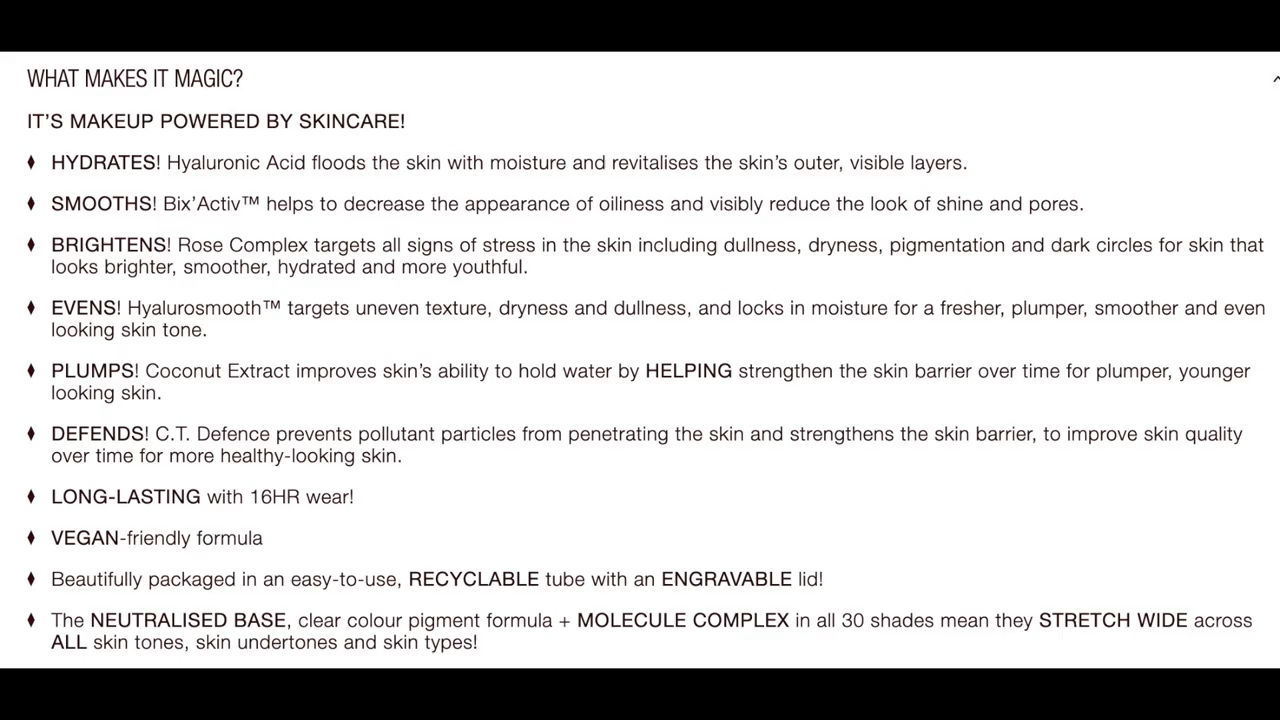 WHAT MAKES IT MAGIC?
IT’S MAKEUP POWERED BY SKINCARE!
HYDRATES! Hyaluronic Acid floods the skin with moisture and revitalises the skin’s outer, visible layers.
SMOOTHS! Bix’Activ™ helps to decrease the appearance of oiliness and visibly reduce the look of shine and pores.
BRIGHTENS! Rose Complex targets all signs of stress in the skin including dullness, dryness, pigmentation and dark circles for skin that
looks brighter, smoother, hydrated and more youthful.
EVENS! Hyalurosmooth™ targets uneven texture, dryness and dullness, and locks in moisture for a fresher, plumper, smoother and even
looking skin tone.
PLUMPS! Coconut Extract improves skin’s ability to hold water by HELPING strengthen the skin barrier over time for plumper, younger
looking skin.
DEFENDS! C.T. Defence prevents pollutant particles from penetrating the skin and strengthens the skin barrier, to improve skin quality
over time for more healthy-looking skin.
LONG-LASTING with 16HR wear!
VEGAN-friendly formula
Beautifully packaged in an easy-to-use, RECYCLABLE tube with an ENGRAVABLE lid!
The NEUTRALISED BASE, clear colour pigment formula + MOLECULE COMPLEX in all 30 shades mean they STRETCH WIDE across
ALL skin tones, skin undertones and skin types!